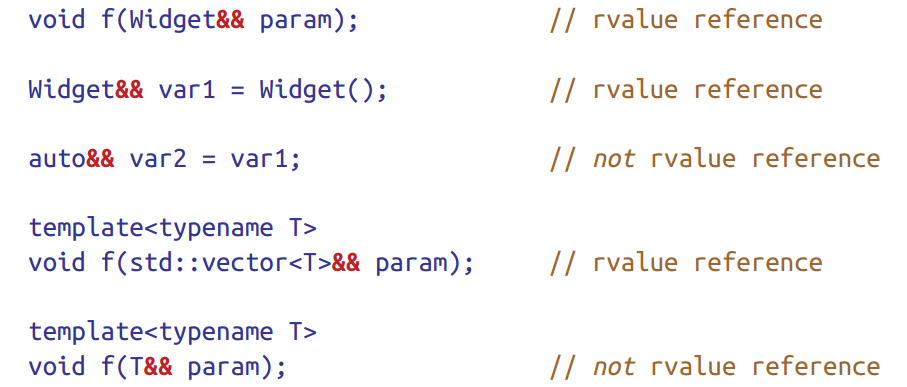 void f(Widget&& param); // rvalue reference
Widget&& var1 = Widget(); // rvalue reference
auto&& var2 = var1; // not rvalue reference
template<typename T>
void f(std::vector<T>&& param); // rvalue reference
template<typename T>
void f(T&& param); // not rvalue reference